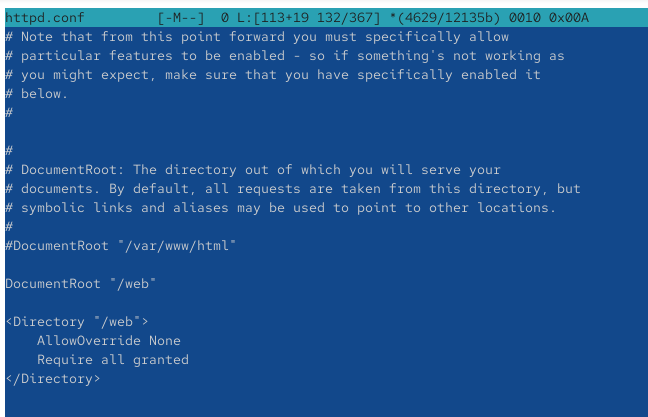 httpd.conf [-M--] 0 L:[113+19 132/367] *(4629/12135b) 0010 0x00A
# Note that from this point forward you must specifically allow
# particular features to be enabled - so if something's not working as
# you might expect, make sure that you have specifically enabled it
# below.
#
#
# DocumentRoot: The directory out of which you will serve your
# documents. By default, all requests are taken from this directory, but
# symbolic links and aliases may be used to point to other locations.
#
#DocumentRoot "/var/www/html"
DocumentRoot "/web"
<Directory "/web">
    AllowOverride None
    Require all granted
</Directory>